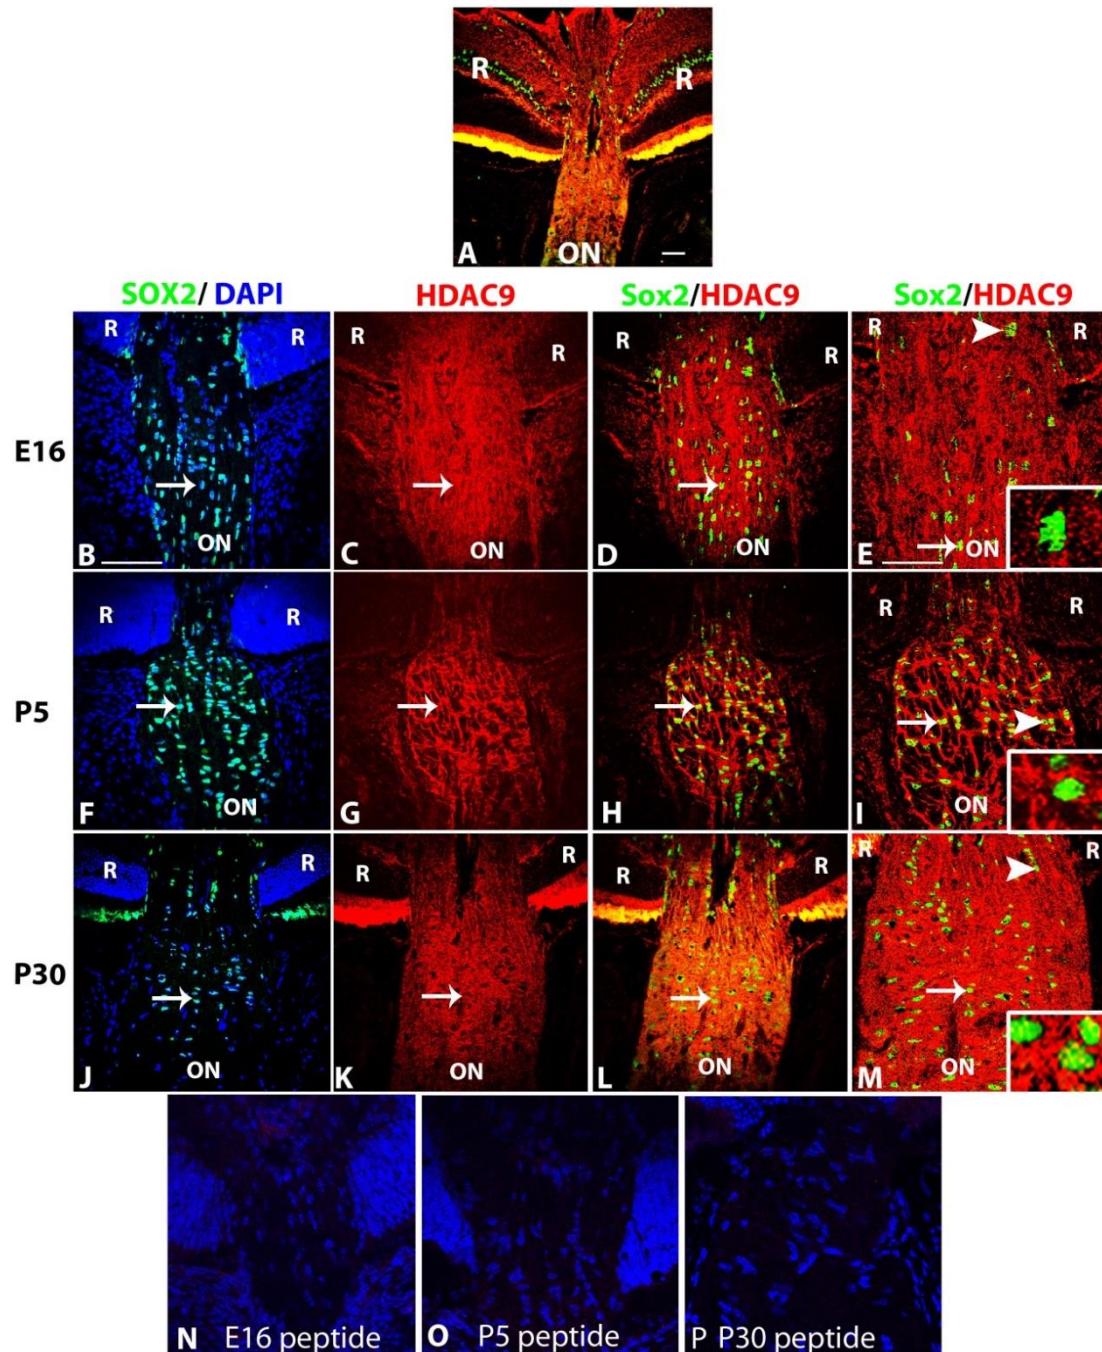 R R
A ON
SOX2/ DAPI HDAC9 Sox2/HDAC9 Sox2/HDAC9
E16
R R R R R R R
B ON C ON D ON E ON
P5
R R R R
F ON G H I ON
P30
R R R R R R R R
J ON K ON L ON M ON
N E16 peptide O P5 peptide P P30 peptide